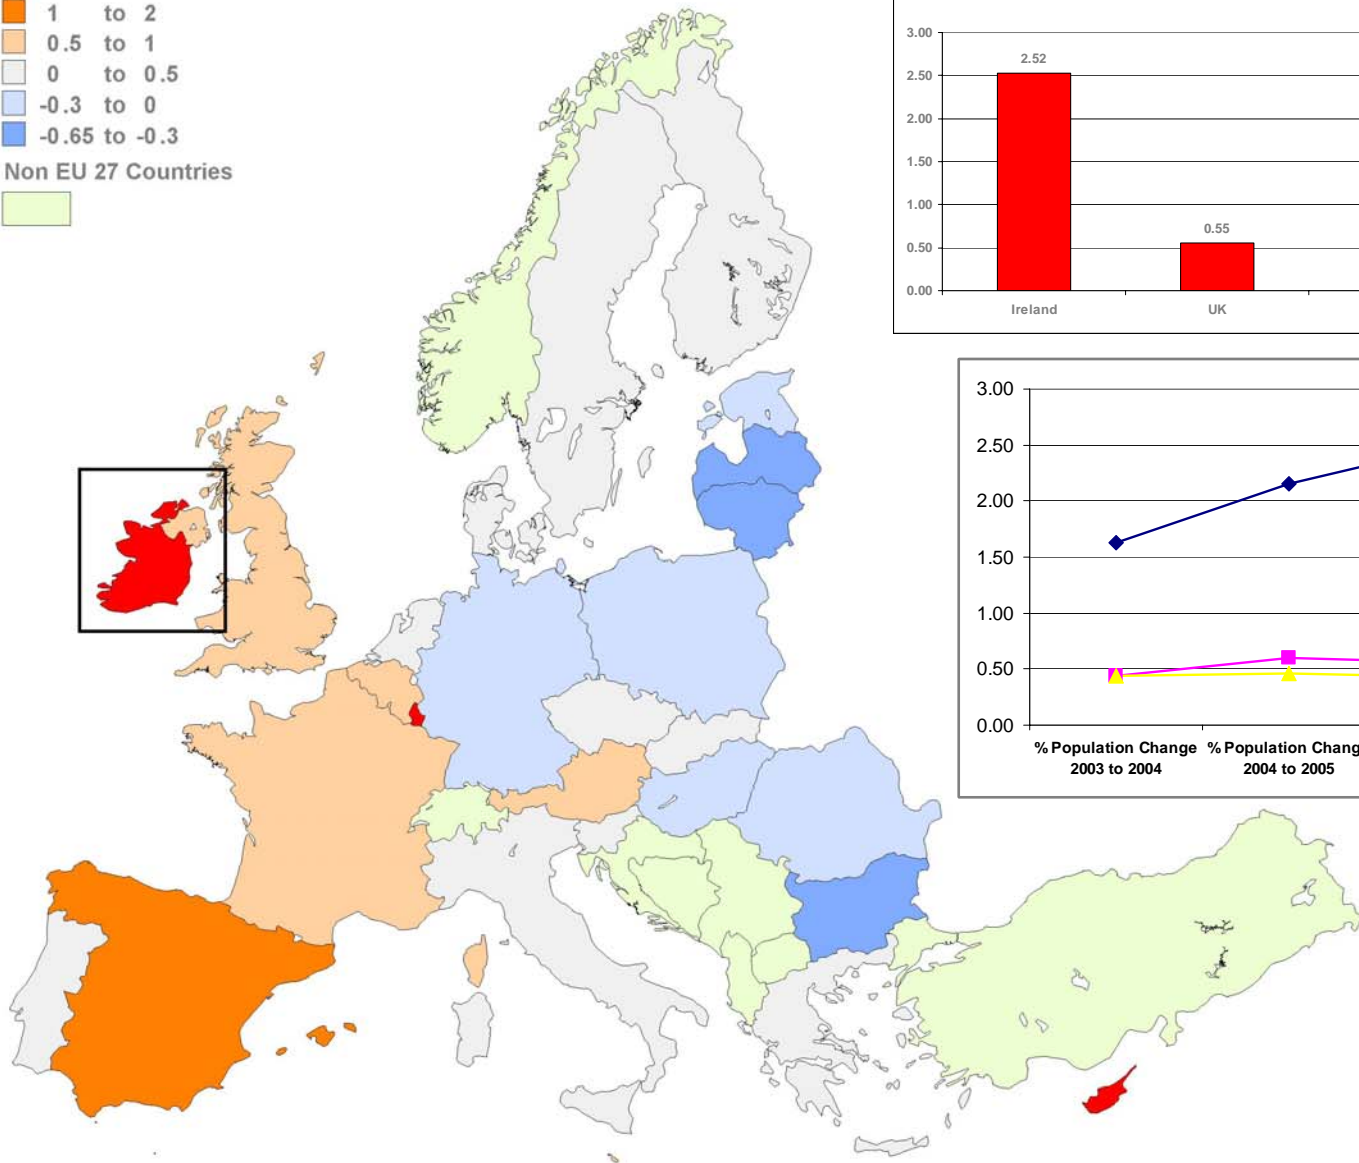 1 to 2
0.5 to 1
0 to 0.5
-0.3 to 0
-0.65 to -0.3
Non EU 27 Countries
3.00
2.50
2.00
1.50
1.00
0.50
0.00
2.52
0.55
Ireland UK
3.00
2.50
2.00
1.50
1.00
0.50
0.00
% Population Change % Population Chang
2003 to 2004 2004 to 2005